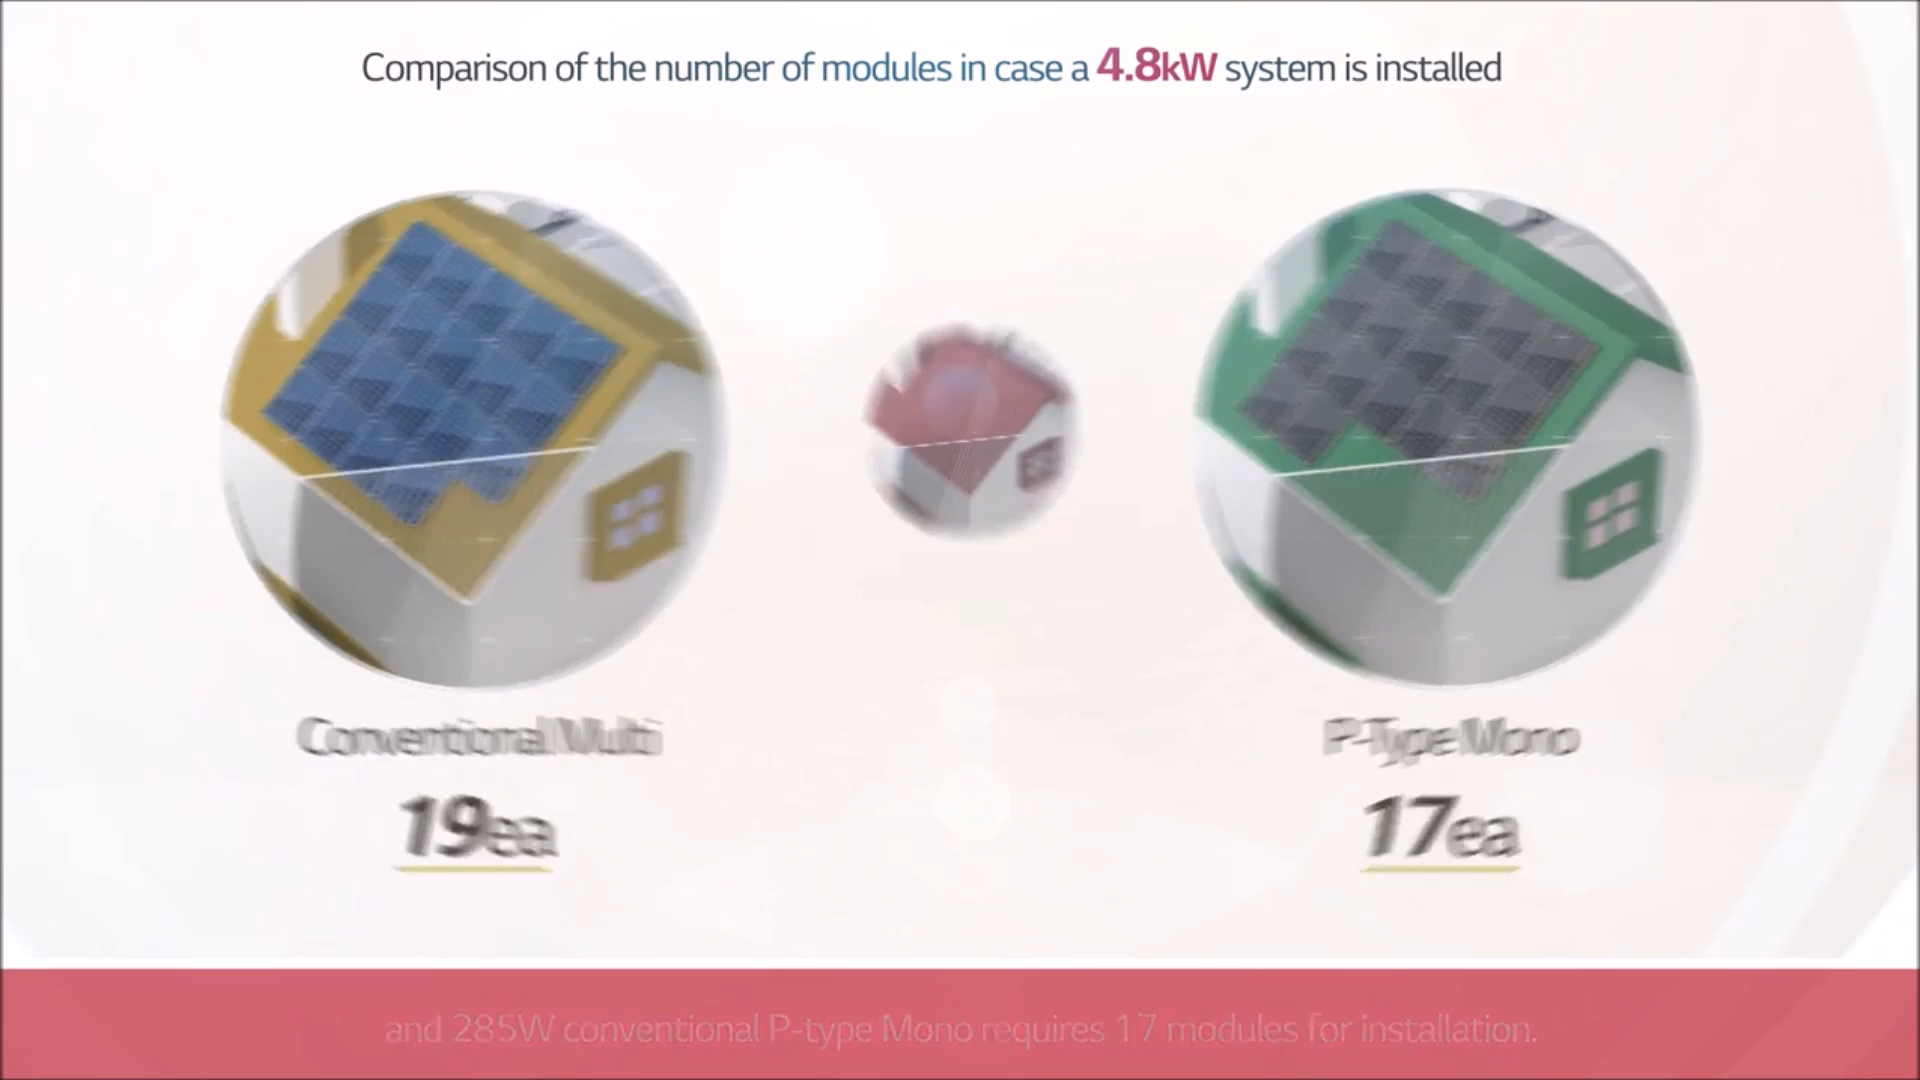 Comparison of the number of modules in case a 4.8kW system is installed
Conventional Multi
P-Type Mono
19ea
17ea
and 285W conventional P-type Mono requires 17 modules for installation.